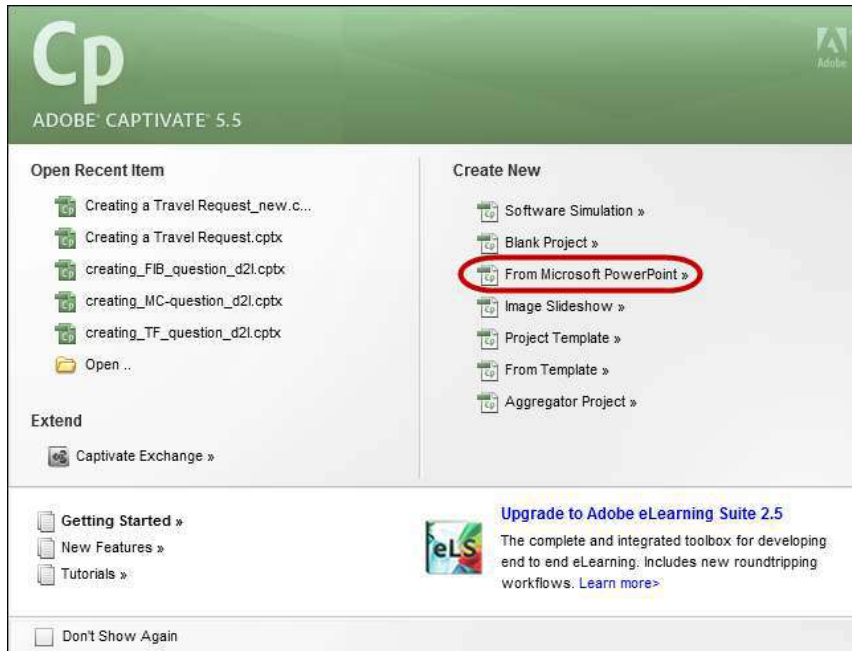 Cp
Adobe
ADOBE® CAPTIVATE® 5.5
Open Recent Item
Creating a Travel Request_new.c...
Creating a Travel Request.cptx
creating_FIB_question_d2l.cptx
creating_MC-question_d2l.cptx
creating_TF_question_d2l.cptx
Open ..
Extend
Captivate Exchange »
Create New
Software Simulation »
Blank Project »
From Microsoft PowerPoint »
Image Slideshow »
Project Template »
From Template »
Aggregator Project »
Getting Started »
New Features »
Tutorials »
eLS
Upgrade to Adobe eLearning Suite 2.5
The complete and integrated toolbox for developing
end to end eLearning. Includes new roundtripping
workflows. Learn more>
Don't Show Again